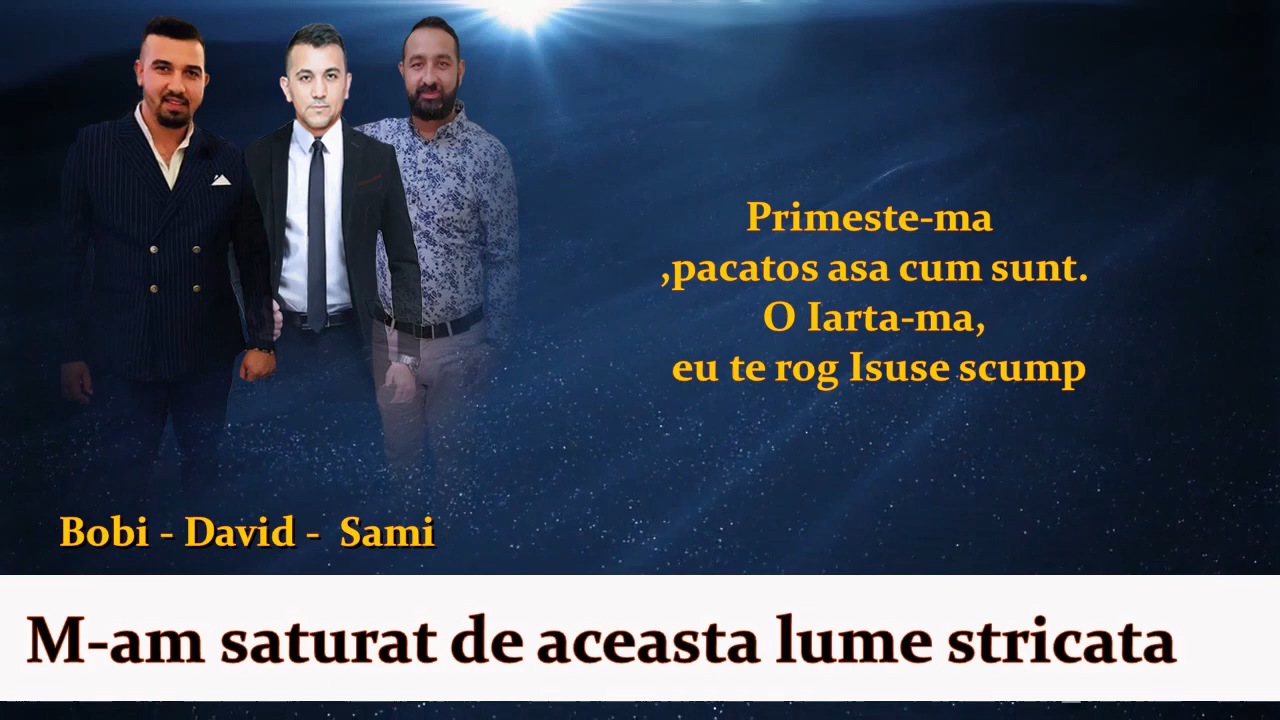 Primeste-ma
,pacatos asa cum sunt.
O Iarta-ma,
eu te rog Isuse scump
Bobi - David -  Sami
M-am saturat de aceasta lume stricata